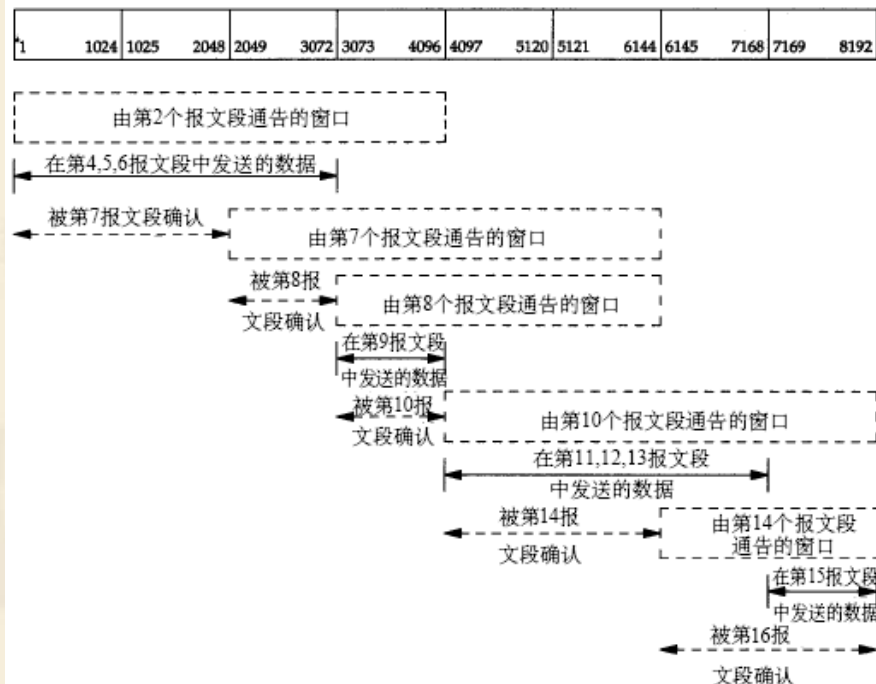 1 1024 1025 2048 2049 3072 3073 4096 4097 5120 5121 6144 6145 7168 7169 8192
由第2个报文段通告的窗口
在第4,5,6报文段中发送的数据
被第7报文段确认
由第7个报文段通告的窗口
被第8报
文段确认
由第8个报文段通告的窗口
在第9报文段
中发送的数据
被第10报
文段确认
由第10个报文段通告的窗口
在第11,12,13报文段
中发送的数据
被第14报
文段确认
由第14个报文段
通告的窗口
在第15报文段
中发送的数据
被第16报
文段确认